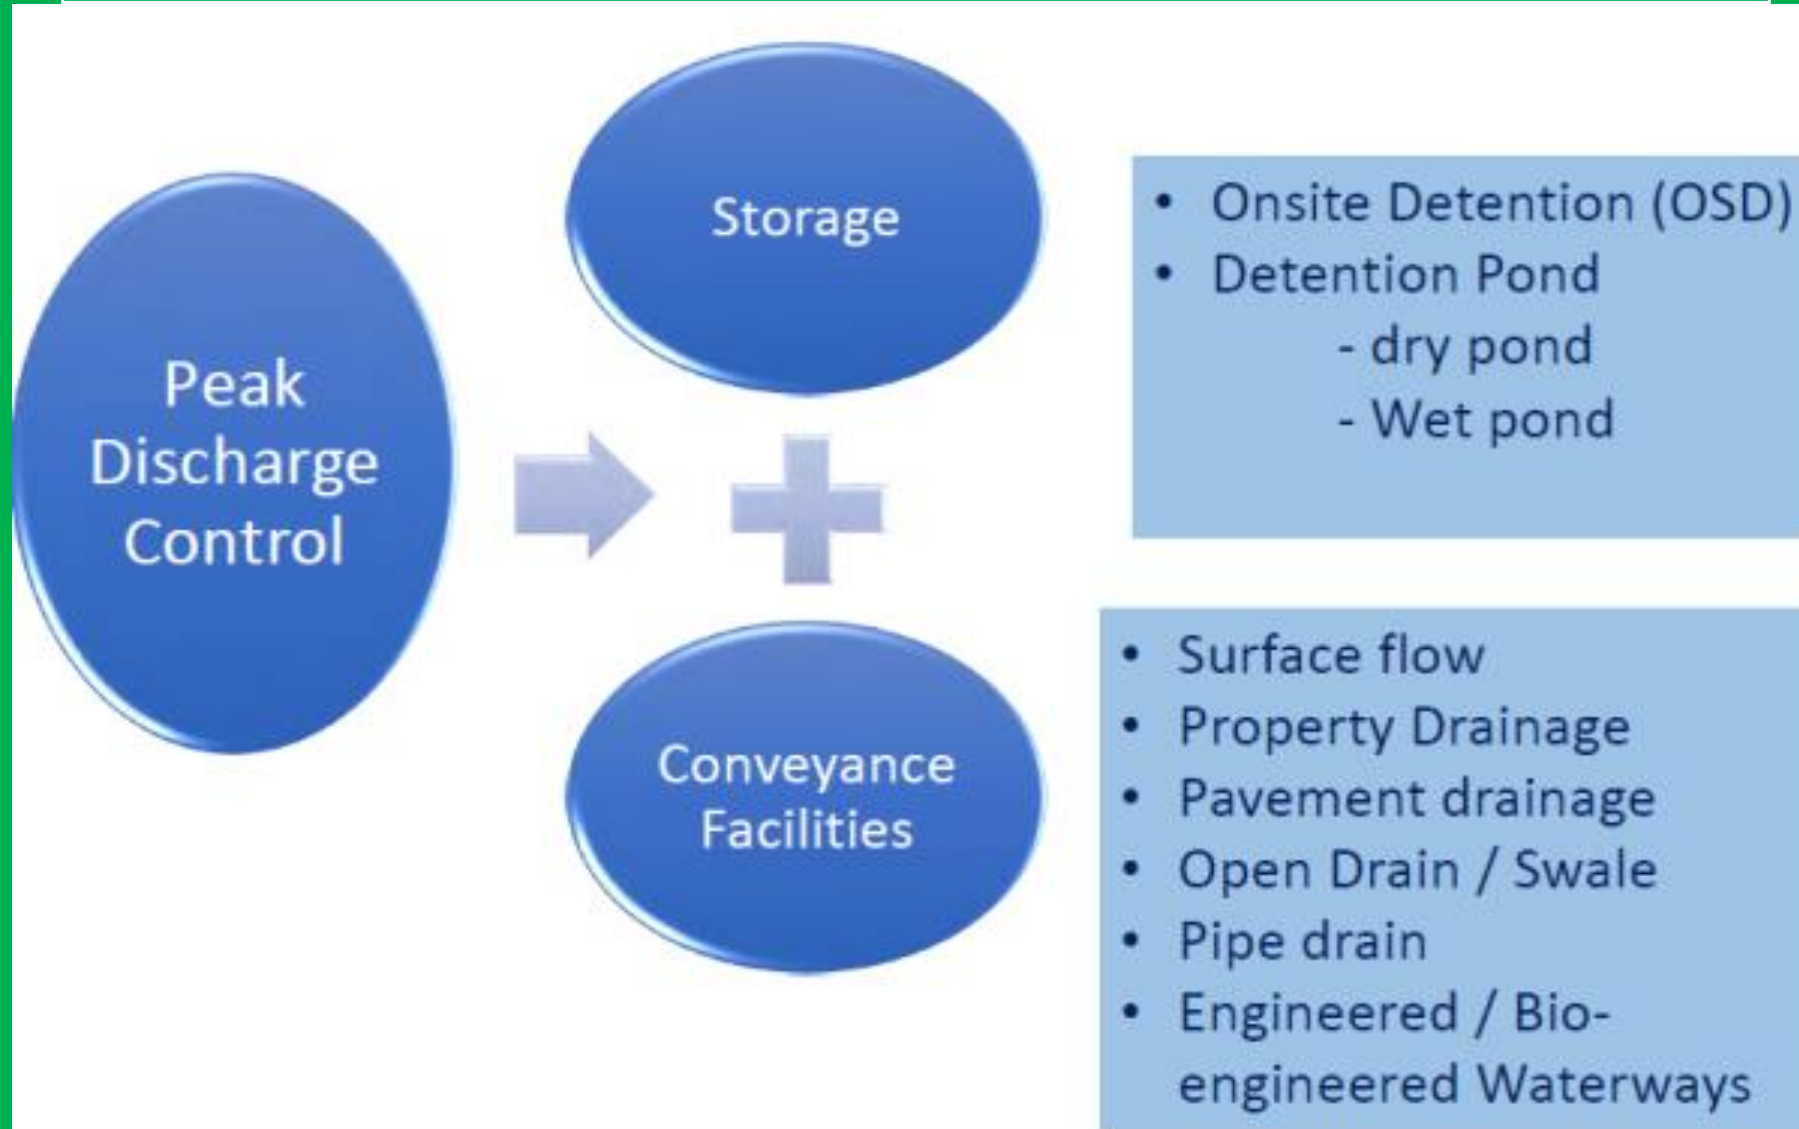 Peak
Discharge
Control
Storage
• Onsite Detention (OSD)
• Detention Pond
- dry pond
- Wet pond
Conveyance
Facilities
• Surface flow
• Property Drainage
• Pavement drainage
• Open Drain / Swale
• Pipe drain
• Engineered / Bio-
engineered Waterways